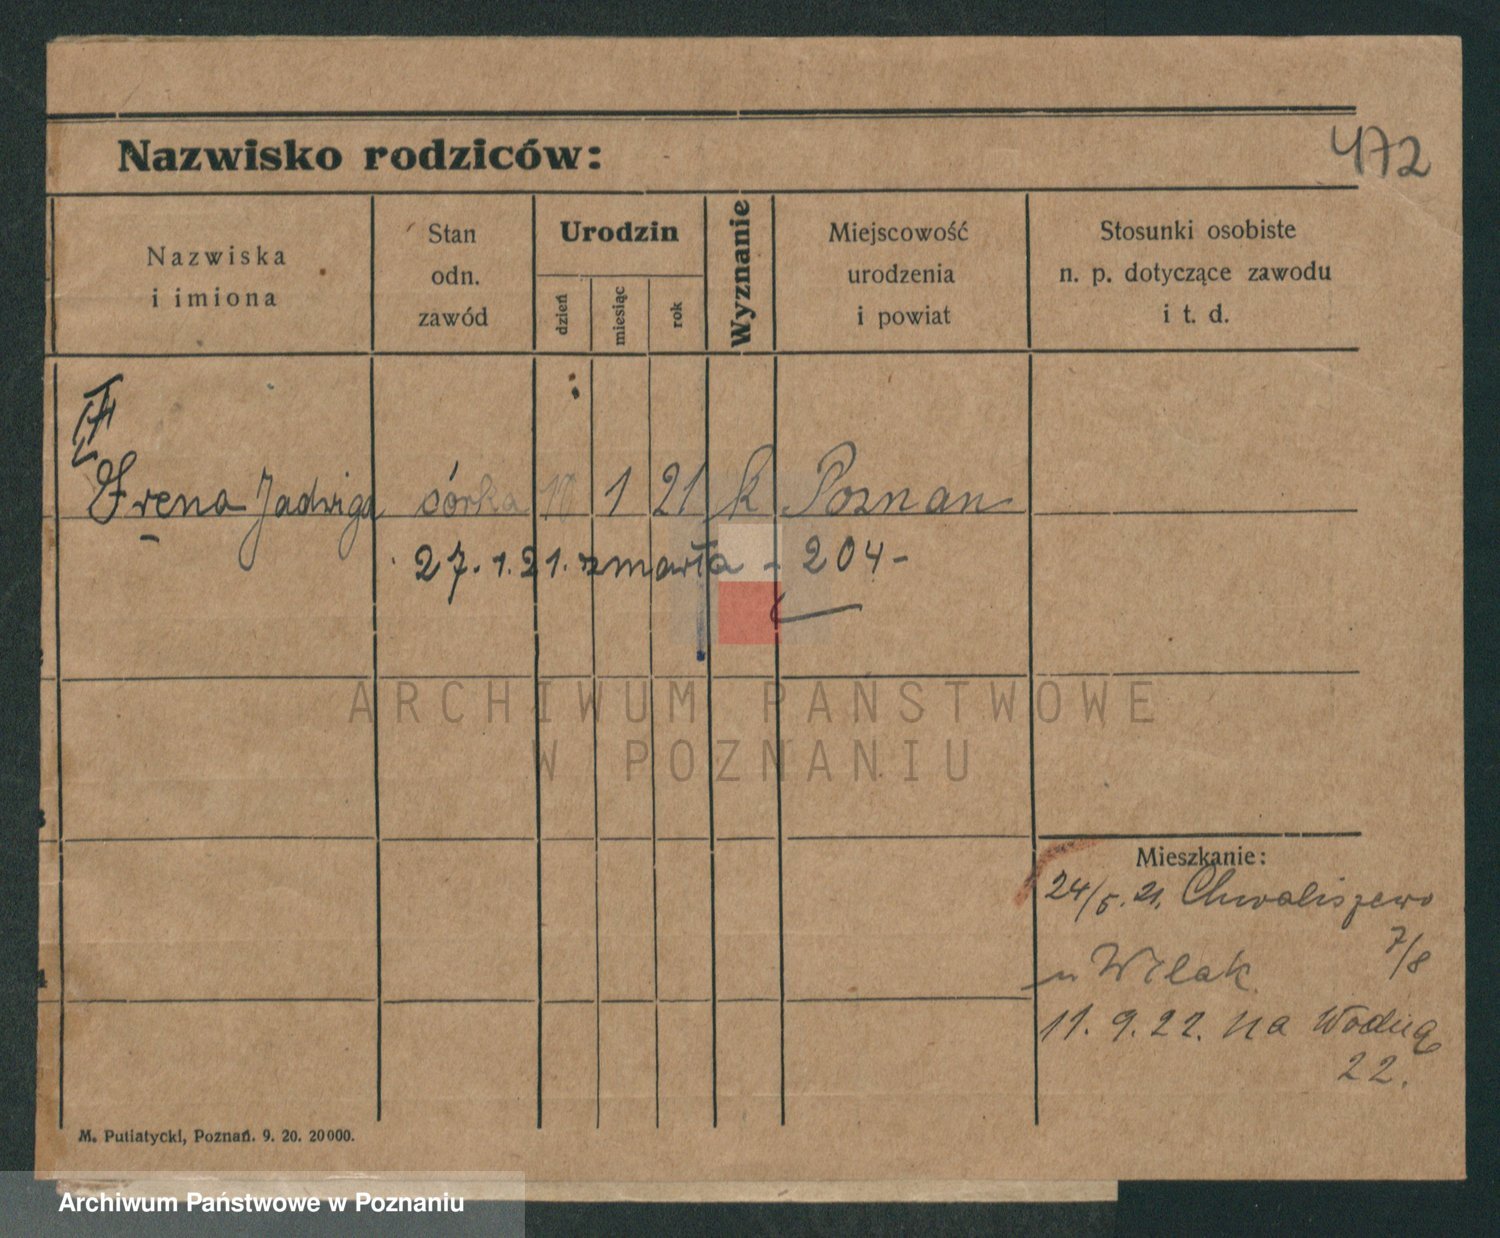 472
Nazwisko rodziców:
Nazwiska
i imiona
Stan
odn.
zawód
Urodzin
dzień
miesiąc
rok
Wyznanie
Miejscowość
urodzenia
i powiat
Stosunki osobiste
n. p. dotyczące zawodu
i t. d.
Irena Jadwiga córka 1 21 k Poznan
27. 1. 21. zmarła - 204-
ARCHIWUM PAŃSTWOWE
W POZNANIU
Mieszkanie:
24/5. 21. Chwaliszewo
7/8
u
11. 9. 22. na Wodną
22.
M. Putiatycki, Poznań. 9. 20. 20000.
Archiwum Państwowe w Poznaniu